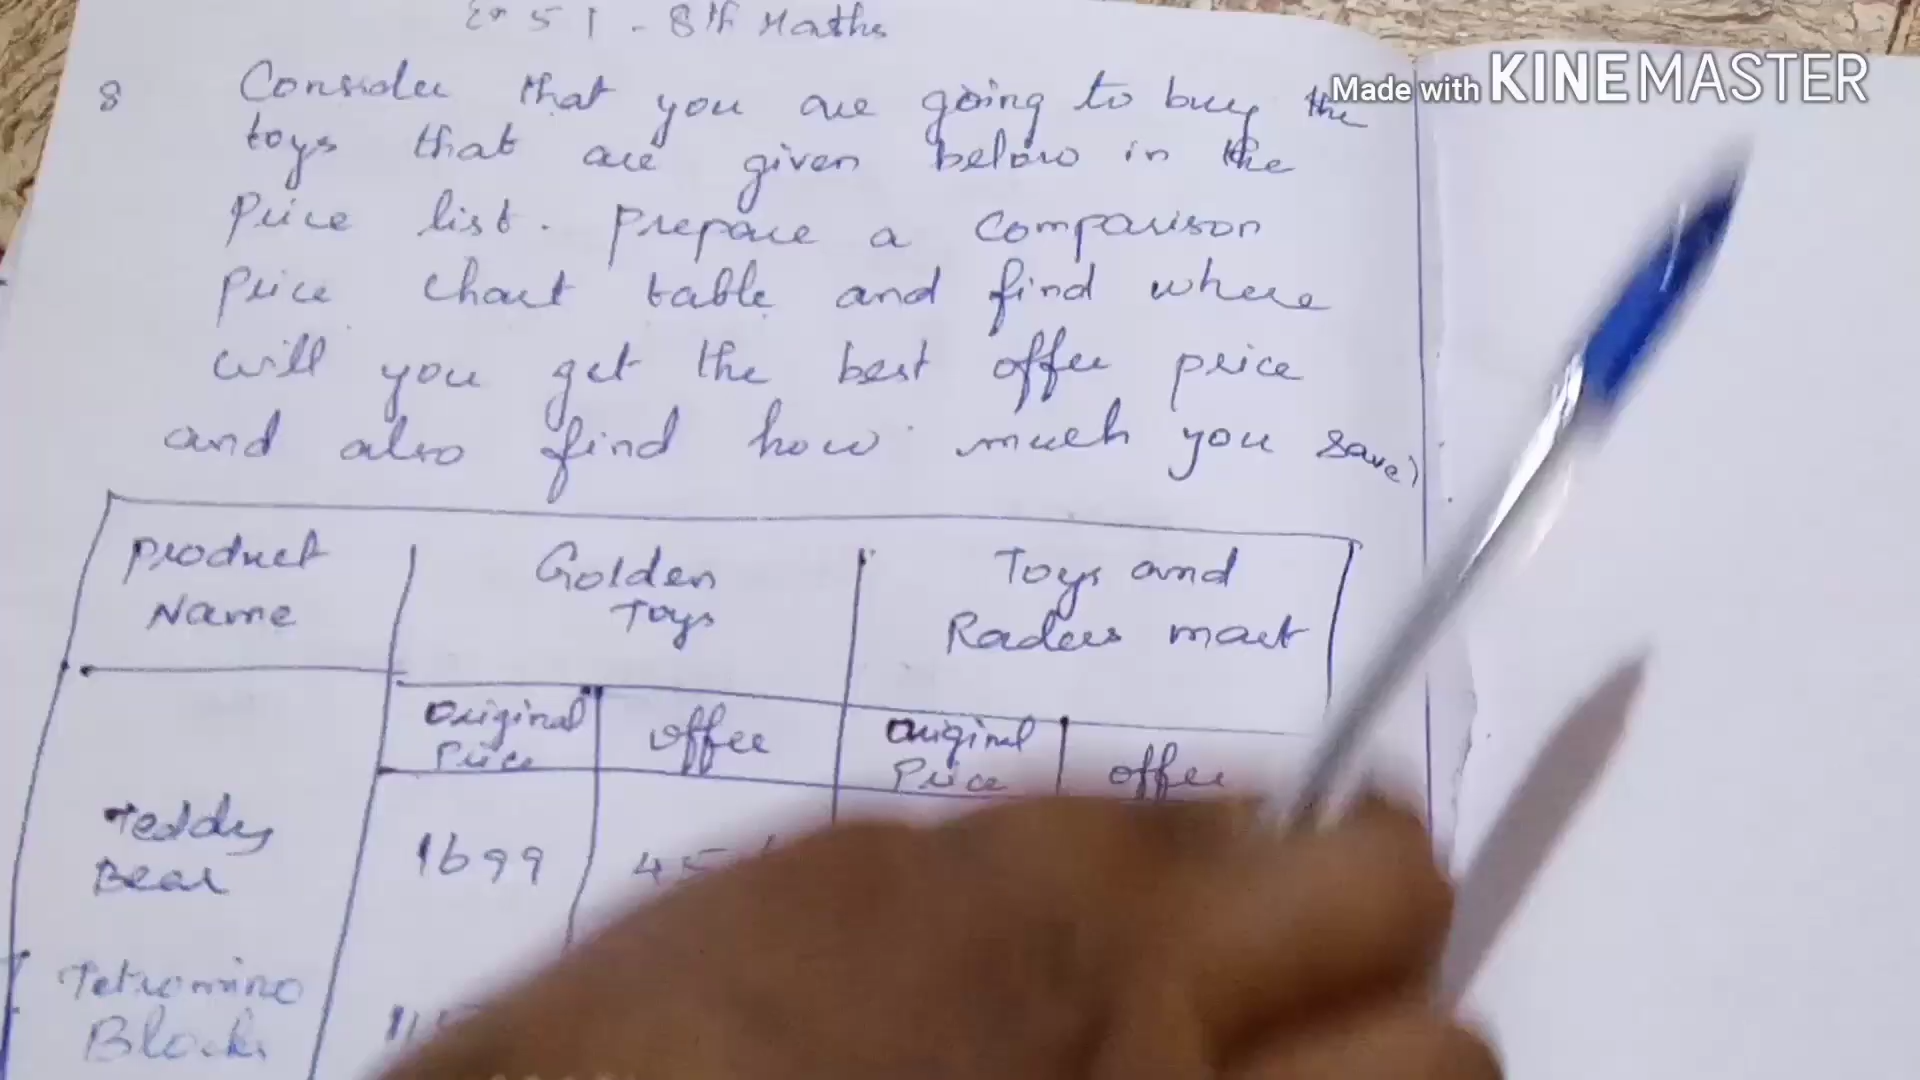 Ex 5.1 - 8th Maths
Made with KINEMASTER
8 Consider that you are going to buy the
toys that are given below in the
price list. prepare a comparison
price chart table and find where
will you get the best offer price
and also find how much you save)
product Golden Toys and
Name Toys Raders mart
original offer original offer
price price
Teddy
Bear 1699
Tetromino
Blocks